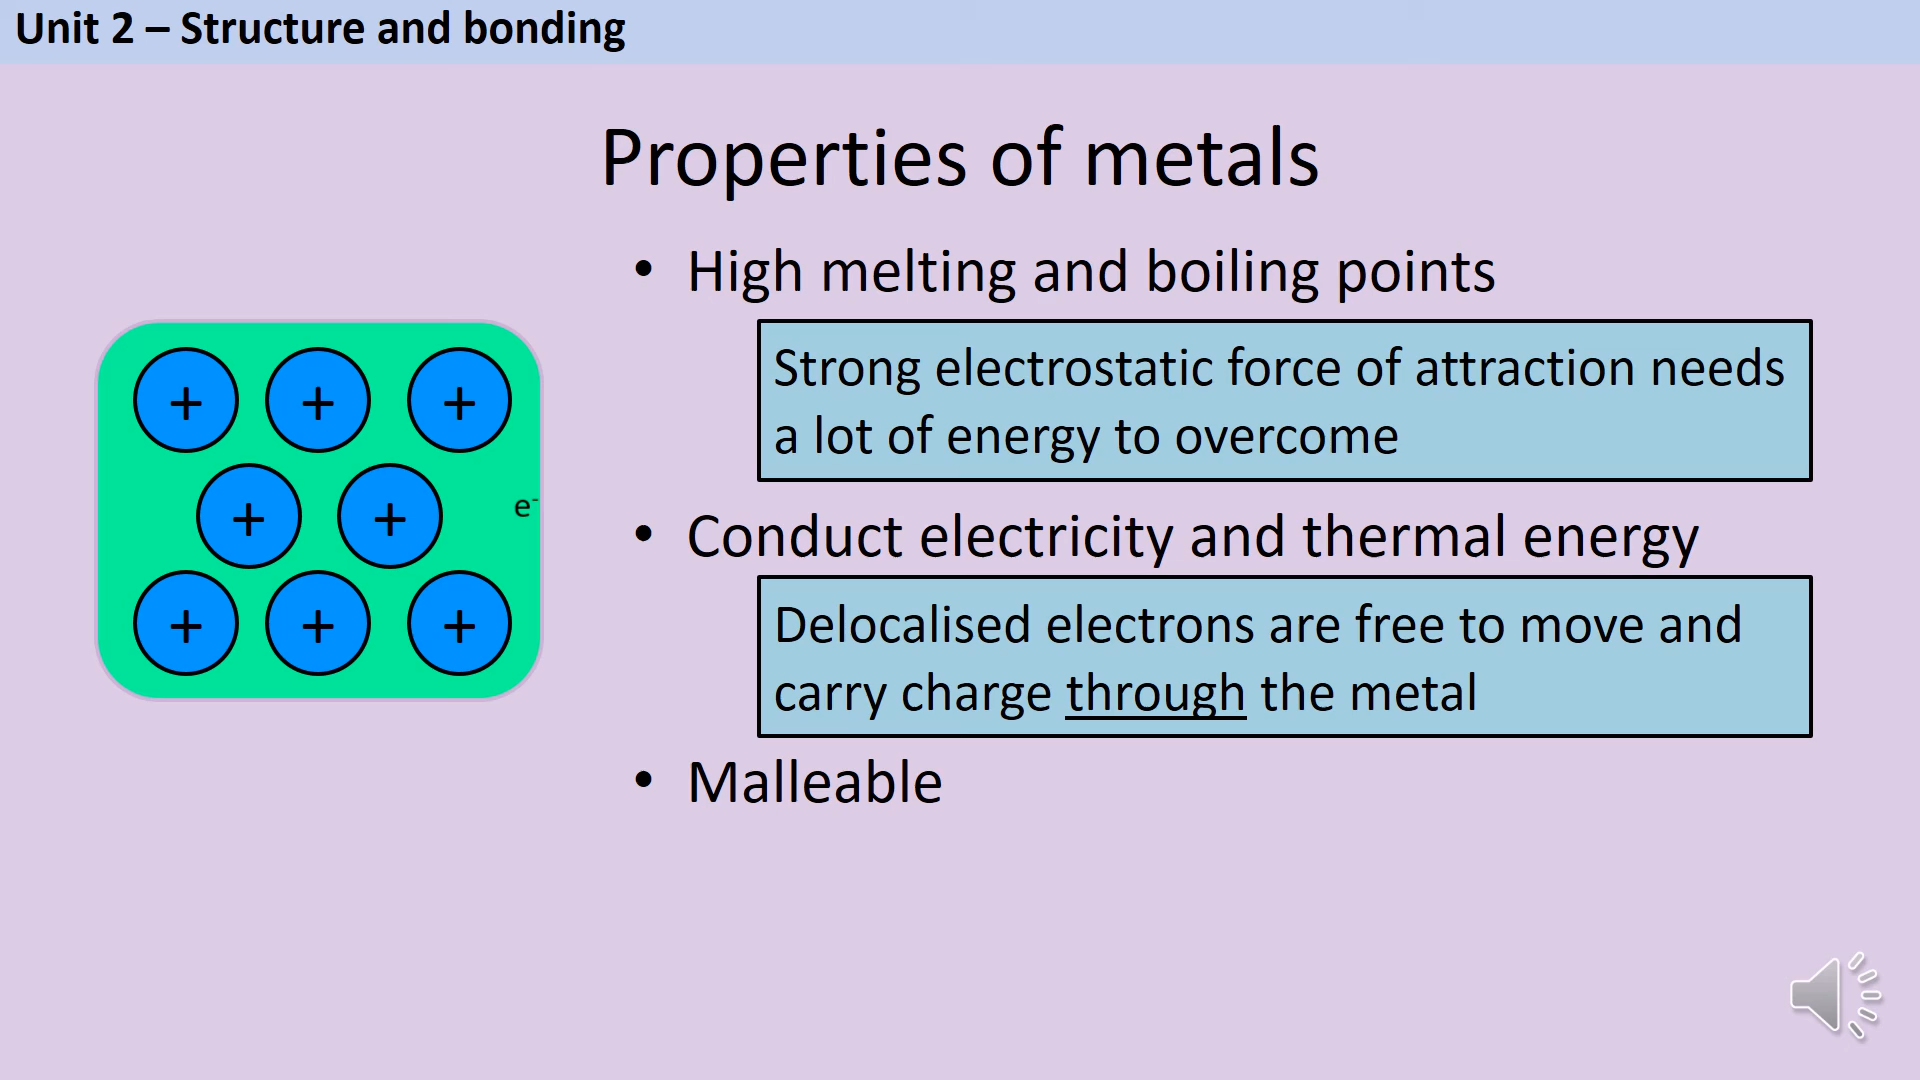 Unit 2 – Structure and bonding
Properties of metals
• High melting and boiling points
Strong electrostatic force of attraction needs
a lot of energy to overcome
• Conduct electricity and thermal energy
Delocalised electrons are free to move and
carry charge through the metal
• Malleable
+ + +
+ + e⁻
+ + +